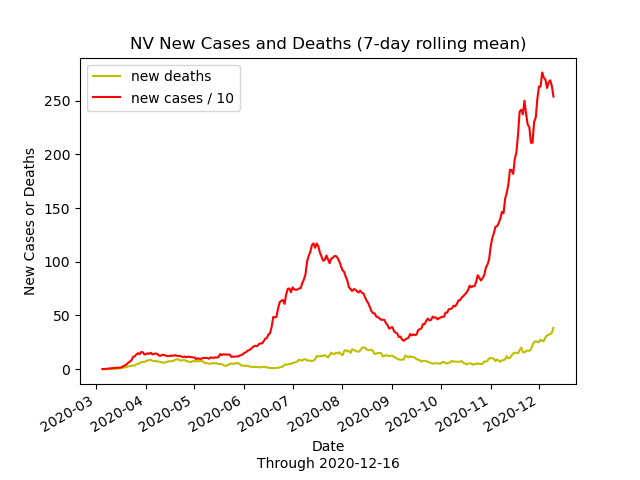 NV New Cases and Deaths (7-day rolling mean)
new deaths
new cases / 10
250
200
150
100
50
0
New Cases or Deaths
2020-03
2020-04
2020-05
2020-06
2020-07
2020-08
2020-09
2020-10
2020-11
2020-12
Date
Through 2020-12-16